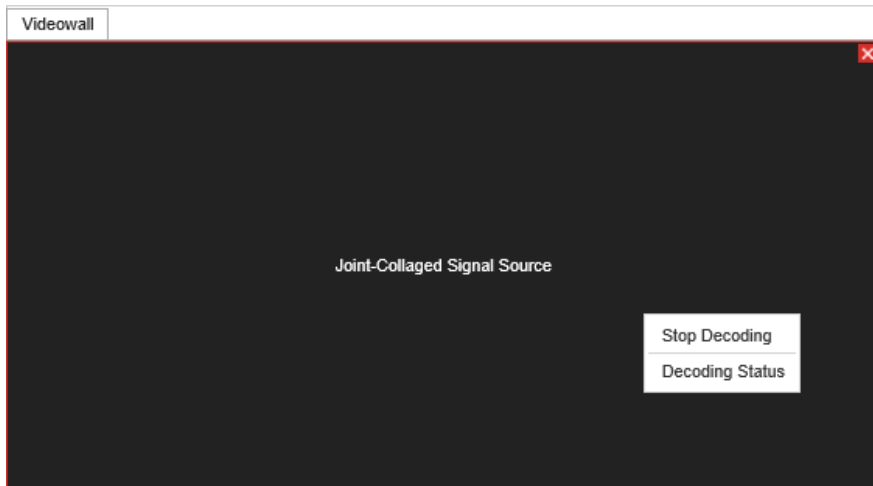 Videowall
Joint-Collaged Signal Source
Stop Decoding
Decoding Status